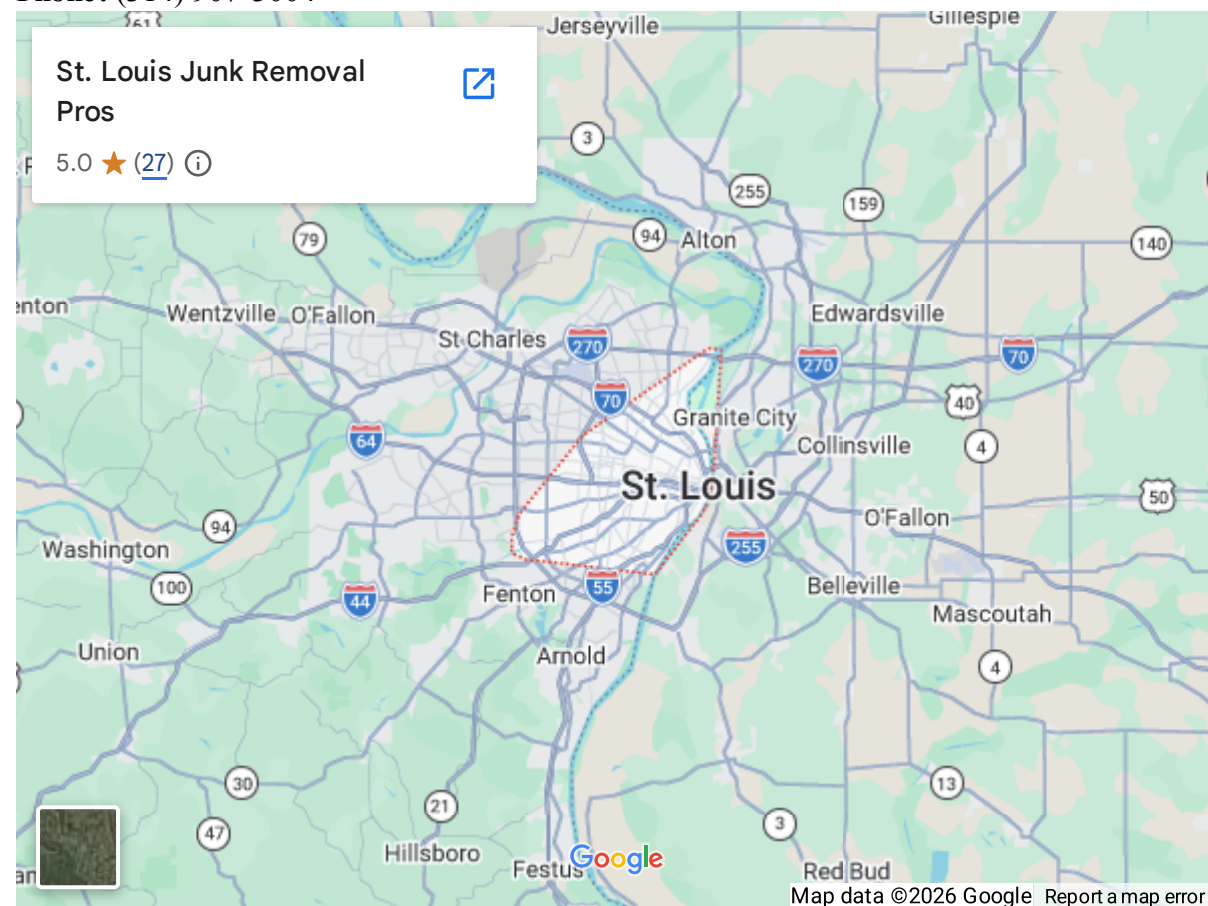 61
Jerseyville
Gillespie
St. Louis Junk Removal
Pros
5.0 ★ (27)
3
255
159
79
94
Alton
140
enton
Wentzville
O'Fallon
Edwardsville
St Charles
270
270
70
70
40
Granite City
64
Collinsville
4
St. Louis
50
94
O'Fallon
Washington
255
100
Fenton
55
Belleville
44
Mascoutah
Union
Arnold
4
30
13
21
47
3
Hillsboro
Festus
Google
Red Bud
Map data ©2026 Google
Report a map error